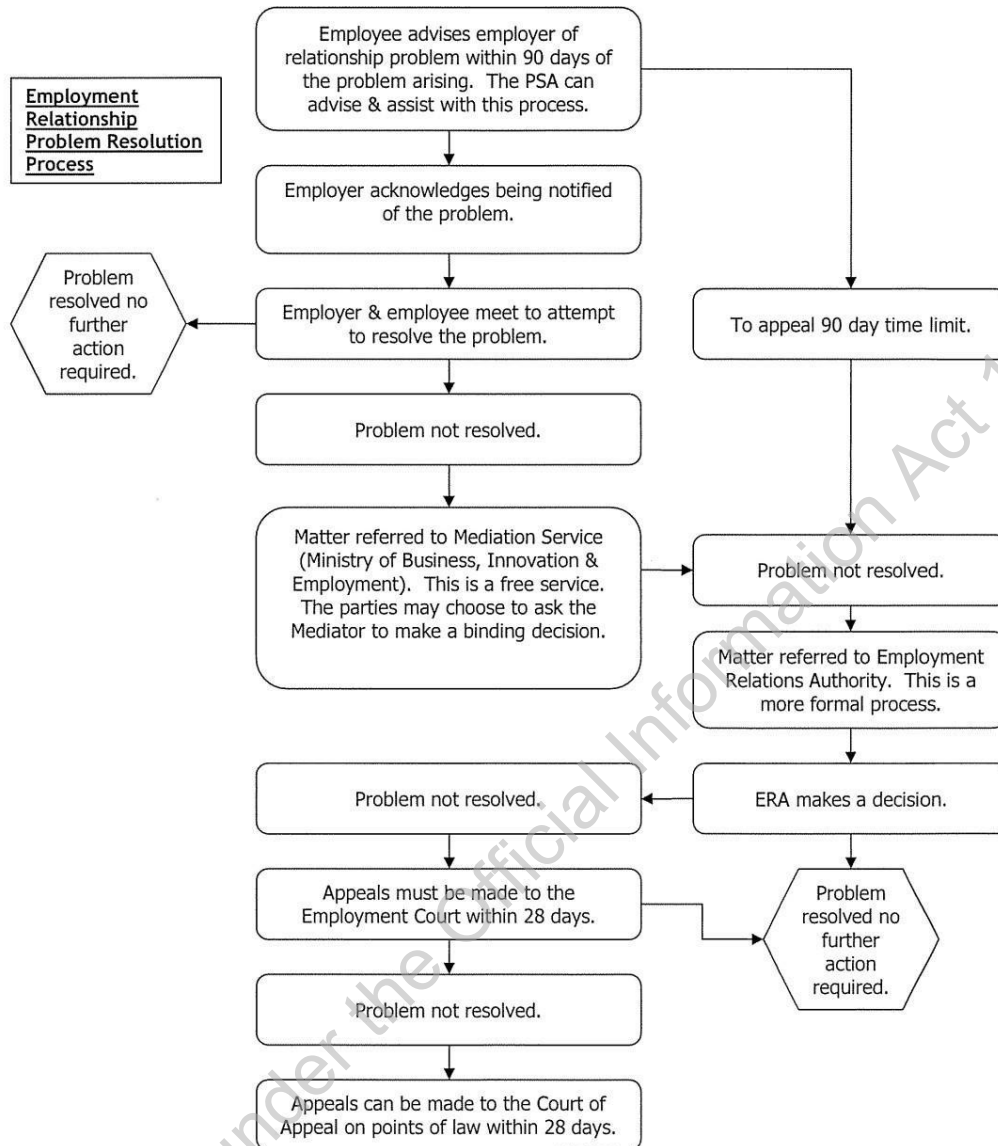 Employment
Relationship
Problem Resolution
Process
Employee advises employer of
relationship problem within 90 days of
the problem arising. The PSA can
advise & assist with this process.
Employer acknowledges being notified
of the problem.
Problem
resolved no
further
action
required.
Employer & employee meet to attempt
to resolve the problem.
To appeal 90 day time limit.
Problem not resolved.
Matter referred to Mediation Service
(Ministry of Business, Innovation &
Employment). This is a free service.
The parties may choose to ask the
Mediator to make a binding decision.
Problem not resolved.
Matter referred to Employment
Relations Authority. This is a
more formal process.
Problem not resolved.
ERA makes a decision.
Appeals must be made to the
Employment Court within 28 days.
Problem
resolved no
further
action
required.
Problem not resolved.
Appeals can be made to the Court of
Appeal on points of law within 28 days.
under the Official Information Act 1